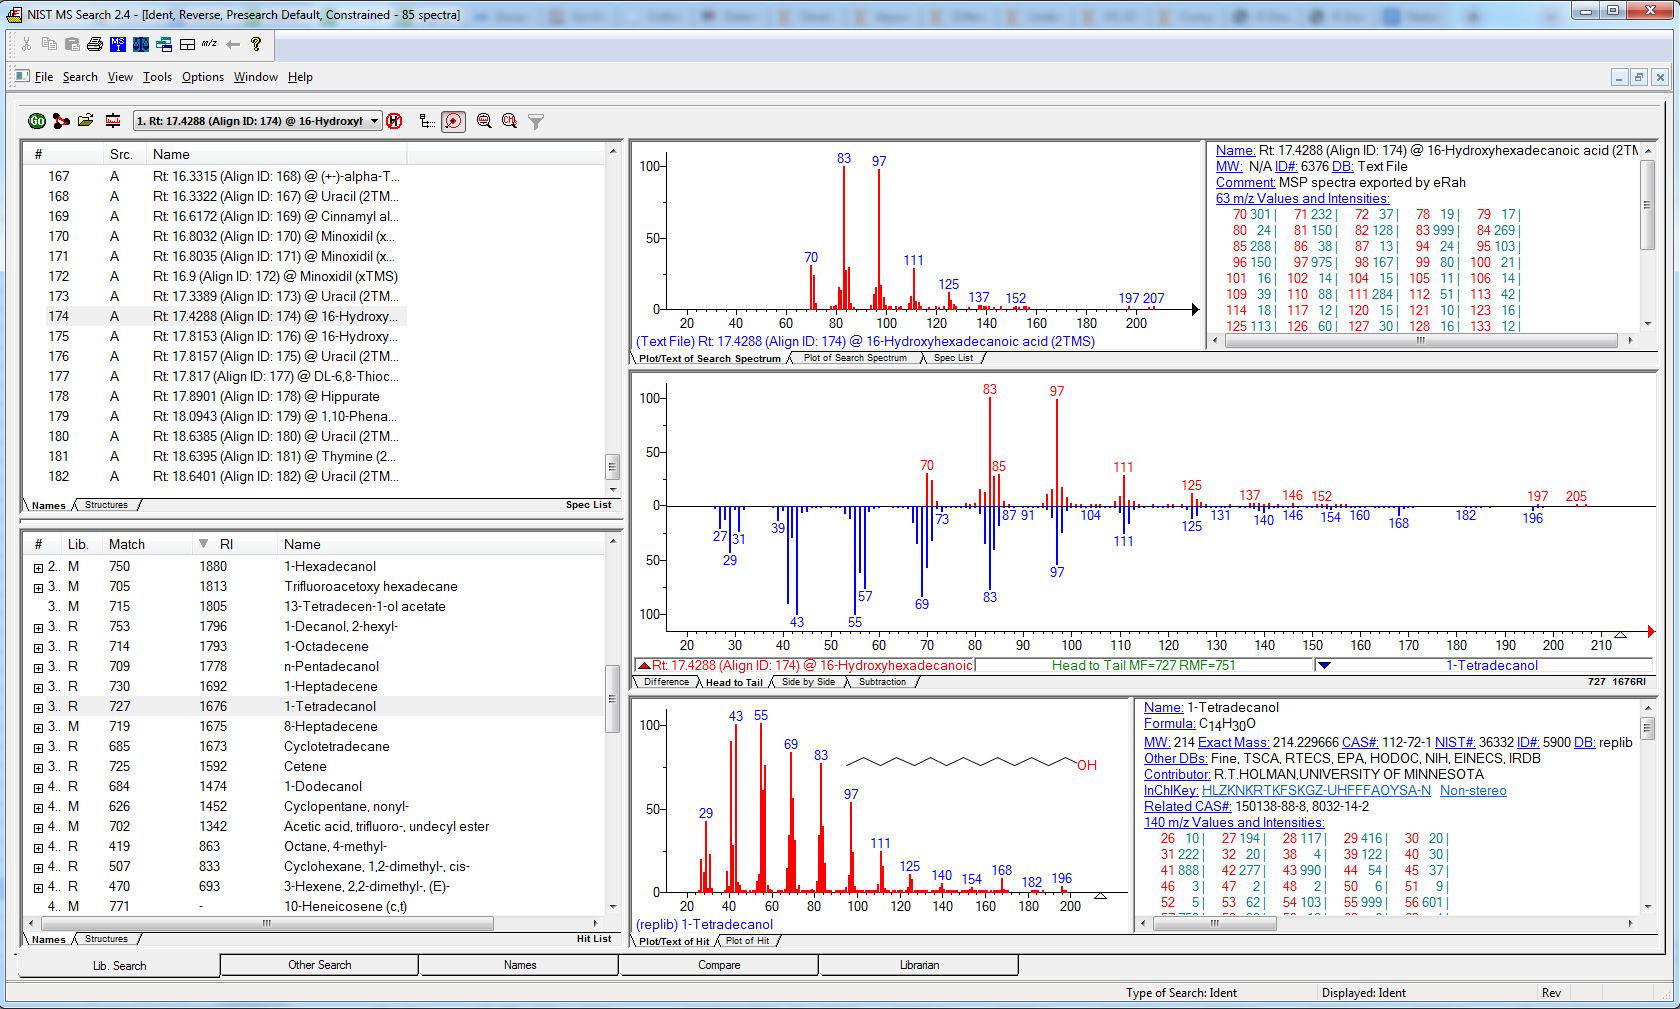 NIST MS Search 2.4 - [Ident, Reverse, Presearch Default, Constrained - 85 spectra]
File Search View Tools Options Window Help
1. Rt: 17.4288 (Align ID: 174) @ 16-Hydroxyl
# Src. Name
167 A Rt: 16.3315 (Align ID: 168) @ (+-)-alpha-T...
168 A Rt: 16.3322 (Align ID: 167) @ Uracil (2TM...
169 A Rt: 16.6172 (Align ID: 169) @ Cinnamyl al...
170 A Rt: 16.8032 (Align ID: 170) @ Minoxidil (x...
171 A Rt: 16.8035 (Align ID: 171) @ Minoxidil (x...
172 A Rt: 16.9 (Align ID: 172) @ Minoxidil (xTMS)
173 A Rt: 17.3389 (Align ID: 173) @ Uracil (2TM...
174 A Rt: 17.4288 (Align ID: 174) @ 16-Hydroxy...
175 A Rt: 17.8153 (Align ID: 176) @ 16-Hydroxy...
176 A Rt: 17.8157 (Align ID: 175) @ Uracil (2TM...
177 A Rt: 17.817 (Align ID: 177) @ DL-6,8-Thioc...
178 A Rt: 17.8901 (Align ID: 178) @ Hippurate
179 A Rt: 18.0943 (Align ID: 179) @ 1,10-Phena...
180 A Rt: 18.6385 (Align ID: 180) @ Uracil (2TM...
181 A Rt: 18.6395 (Align ID: 181) @ Thymine (2...
182 A Rt: 18.6401 (Align ID: 182) @ Uracil (2TM...
Names Structures Spec List
# Lib. Match RI Name
2.. M 750 1880 1-Hexadecanol
3.. M 705 1813 Trifluoroacetoxy hexadecane
3.. M 715 1805 13-Tetradecen-1-ol acetate
3.. R 753 1796 1-Decanol, 2-hexyl-
3.. R 714 1793 1-Octadecene
3.. R 709 1778 n-Pentadecanol
3.. R 730 1692 1-Heptadecene
3.. R 727 1676 1-Tetradecanol
3.. M 719 1675 8-Heptadecene
3.. R 685 1673 Cyclotetradecane
3.. R 725 1592 Cetene
4.. R 684 1474 1-Dodecanol
4.. M 626 1452 Cyclopentane, nonyl-
4.. M 702 1342 Acetic acid, trifluoro-, undecyl ester
4.. R 419 863 Octane, 4-methyl-
4.. R 507 833 Cyclohexane, 1,2-dimethyl-, cis-
4.. R 470 693 3-Hexene, 2,2-dimethyl-, (E)-
4.. M 771 - 10-Heneicosene (c,t)
Names Structures Hit List
100 50 0
70 83 97 111 125 137 152 197 207
20 40 60 80 100 120 140 160 180 200
(Text File) Rt: 17.4288 (Align ID: 174) @ 16-Hydroxyhexadecanoic acid (2TMS)
Plot/Text of Search Spectrum Plot of Search Spectrum Spec List
Name: Rt: 17.4288 (Align ID: 174) @ 16-Hydroxyhexadecanoic acid (2TM
MW: N/A ID#: 6376 DB: Text File
Comment: MSP spectra exported by eRah
63 m/z Values and Intensities:
70 301 | 71 232 | 72 37 | 78 19 | 79 17 |
80 24 | 81 150 | 82 128 | 83 999 | 84 269 |
85 288 | 86 38 | 87 13 | 94 24 | 95 103 |
96 150 | 97 975 | 98 167 | 99 80 | 100 21 |
101 16 | 102 14 | 104 15 | 105 11 | 106 14 |
109 39 | 110 88 | 111 284 | 112 51 | 113 42 |
114 18 | 117 12 | 120 15 | 121 10 | 123 16 |
125 113 | 126 60 | 127 30 | 128 16 | 133 12 |
100 50 0 50 100
70 83 85 97 111 125 137 146 152 197 205
27 29 31 39 43 55 57 69 73 83 87 91 97 104 111 125 131 140 146 154 160 168 182 196
20 30 40 50 60 70 80 90 100 110 120 130 140 150 160 170 180 190 200 210
Rt: 17.4288 (Align ID: 174) @ 16-Hydroxyhexadecanoic Head to Tail MF=727 RMF=751 1-Tetradecanol
Difference Head to Tail Side by Side Subtraction 727 1676RI
100 50 0
29 43 55 69 83 97 111 125 140 154 168 182 196
OH
20 40 60 80 100 120 140 160 180 200
(replib) 1-Tetradecanol
Plot/Text of Hit Plot of Hit
Name: 1-Tetradecanol
Formula: C14H30O
MW: 214 Exact Mass: 214.229666 CAS#: 112-72-1 NIST#: 36332 ID#: 5900 DB: replib
Other DBs: Fine, TSCA, RTECS, EPA, HODOC, NIH, EINECS, IRDB
Contributor: R.T.HOLMAN,UNIVERSITY OF MINNESOTA
InChIKey: HLZKNKRTKFSKGZ-UHFFFAOYSA-N Non-stereo
Related CAS#: 150138-88-8, 8032-14-2
140 m/z Values and Intensities:
26 10 | 27 194 | 28 117 | 29 416 | 30 20 |
31 222 | 32 20 | 38 4 | 39 122 | 40 30 |
41 888 | 42 277 | 43 990 | 44 54 | 45 37 |
46 3 | 47 2 | 48 2 | 50 6 | 51 9 |
52 5 | 53 62 | 54 103 | 55 999 | 56 601 |
Lib. Search Other Search Names Compare Librarian
Type of Search: Ident Displayed: Ident Rev